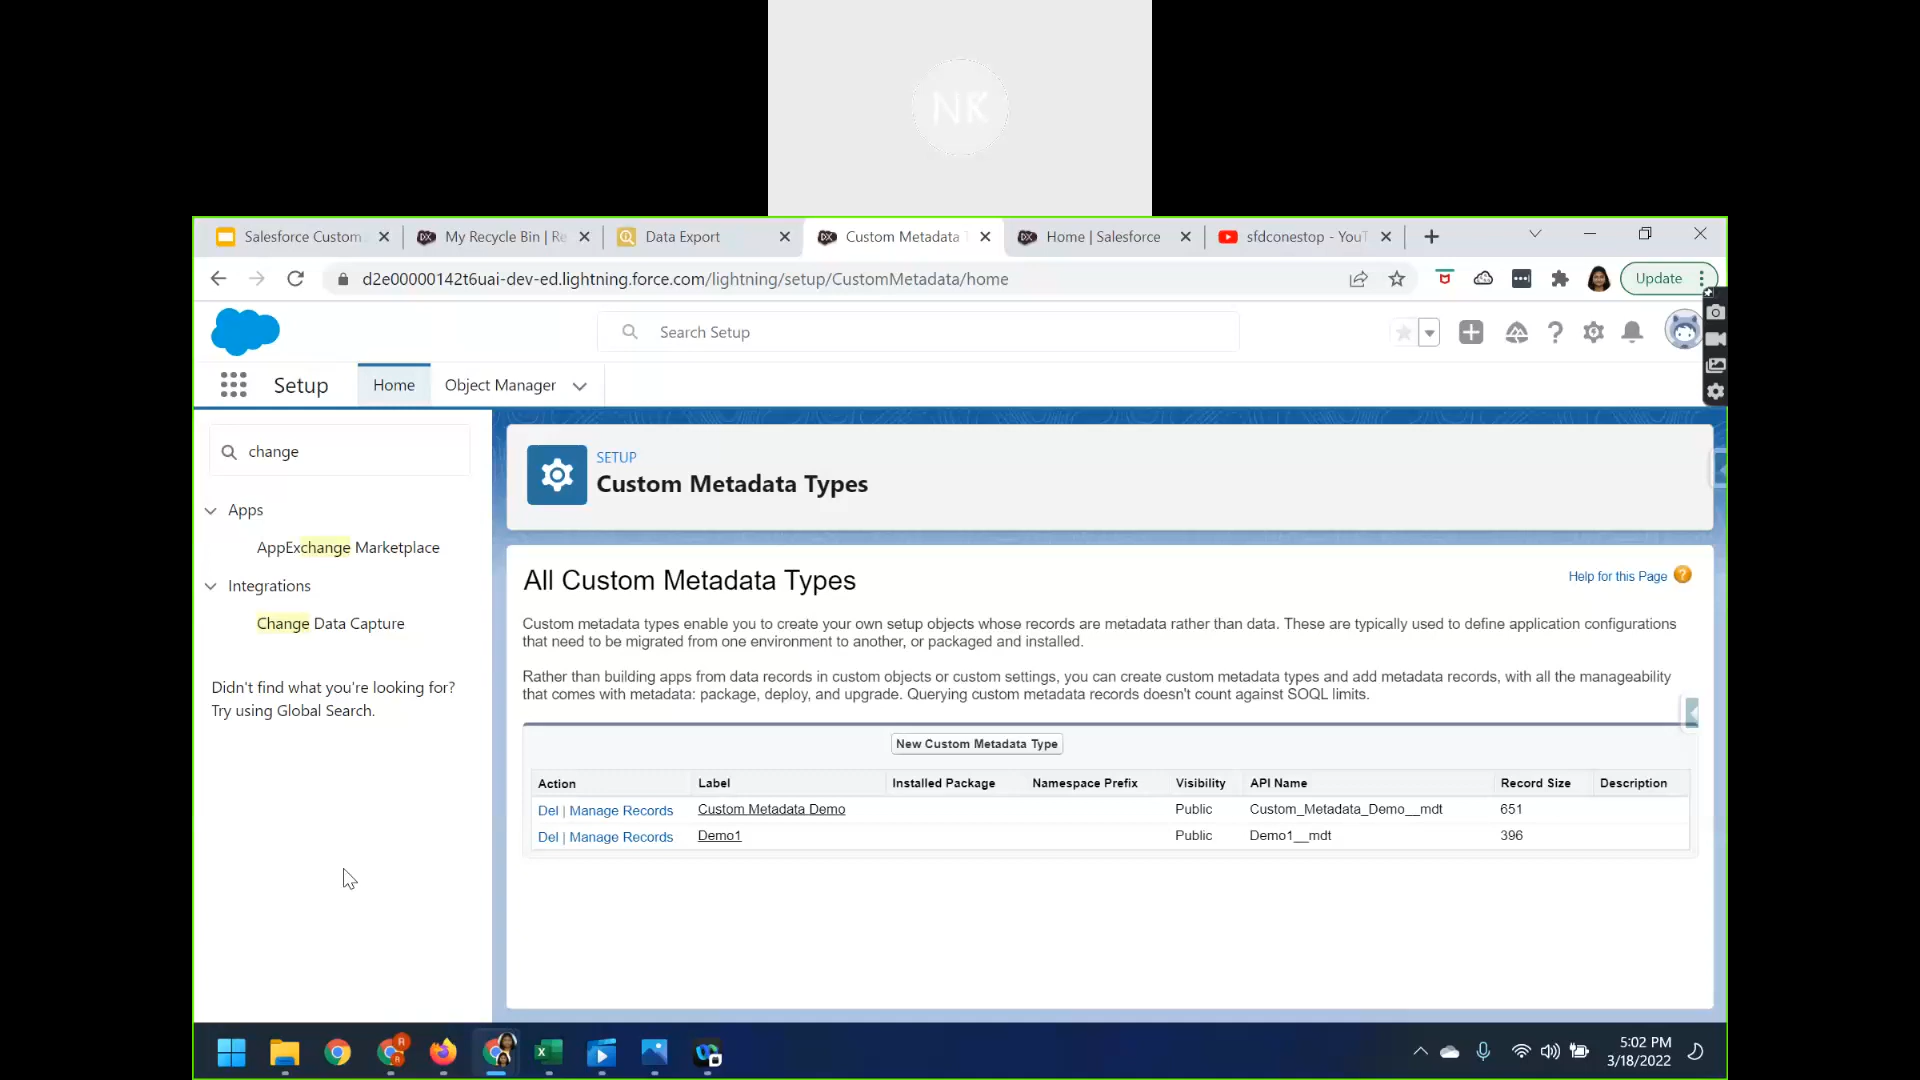 NK
Salesforce Custom
My Recycle Bin | Re
Data Export
Custom Metadata T
Home | Salesforce
sfdconestop - YouT
d2e00000142t6uai-dev-ed.lightning.force.com/lightning/setup/CustomMetadata/home
Update
Search Setup
Setup
Home
Object Manager
change
Apps
AppExchange Marketplace
Integrations
Change Data Capture
Didn't find what you're looking for?
Try using Global Search.
SETUP
Custom Metadata Types
All Custom Metadata Types
Help for this Page ?
Custom metadata types enable you to create your own setup objects whose records are metadata rather than data. These are typically used to define application configurations
that need to be migrated from one environment to another, or packaged and installed.
Rather than building apps from data records in custom objects or custom settings, you can create custom metadata types and add metadata records, with all the manageability
that comes with metadata: package, deploy, and upgrade. Querying custom metadata records doesn't count against SOQL limits.
New Custom Metadata Type
Action Label Installed Package Namespace Prefix Visibility API Name Record Size Description
Del | Manage Records Custom Metadata Demo Public Custom_Metadata_Demo__mdt 651
Del | Manage Records Demo1 Public Demo1__mdt 396
5:02 PM
3/18/2022